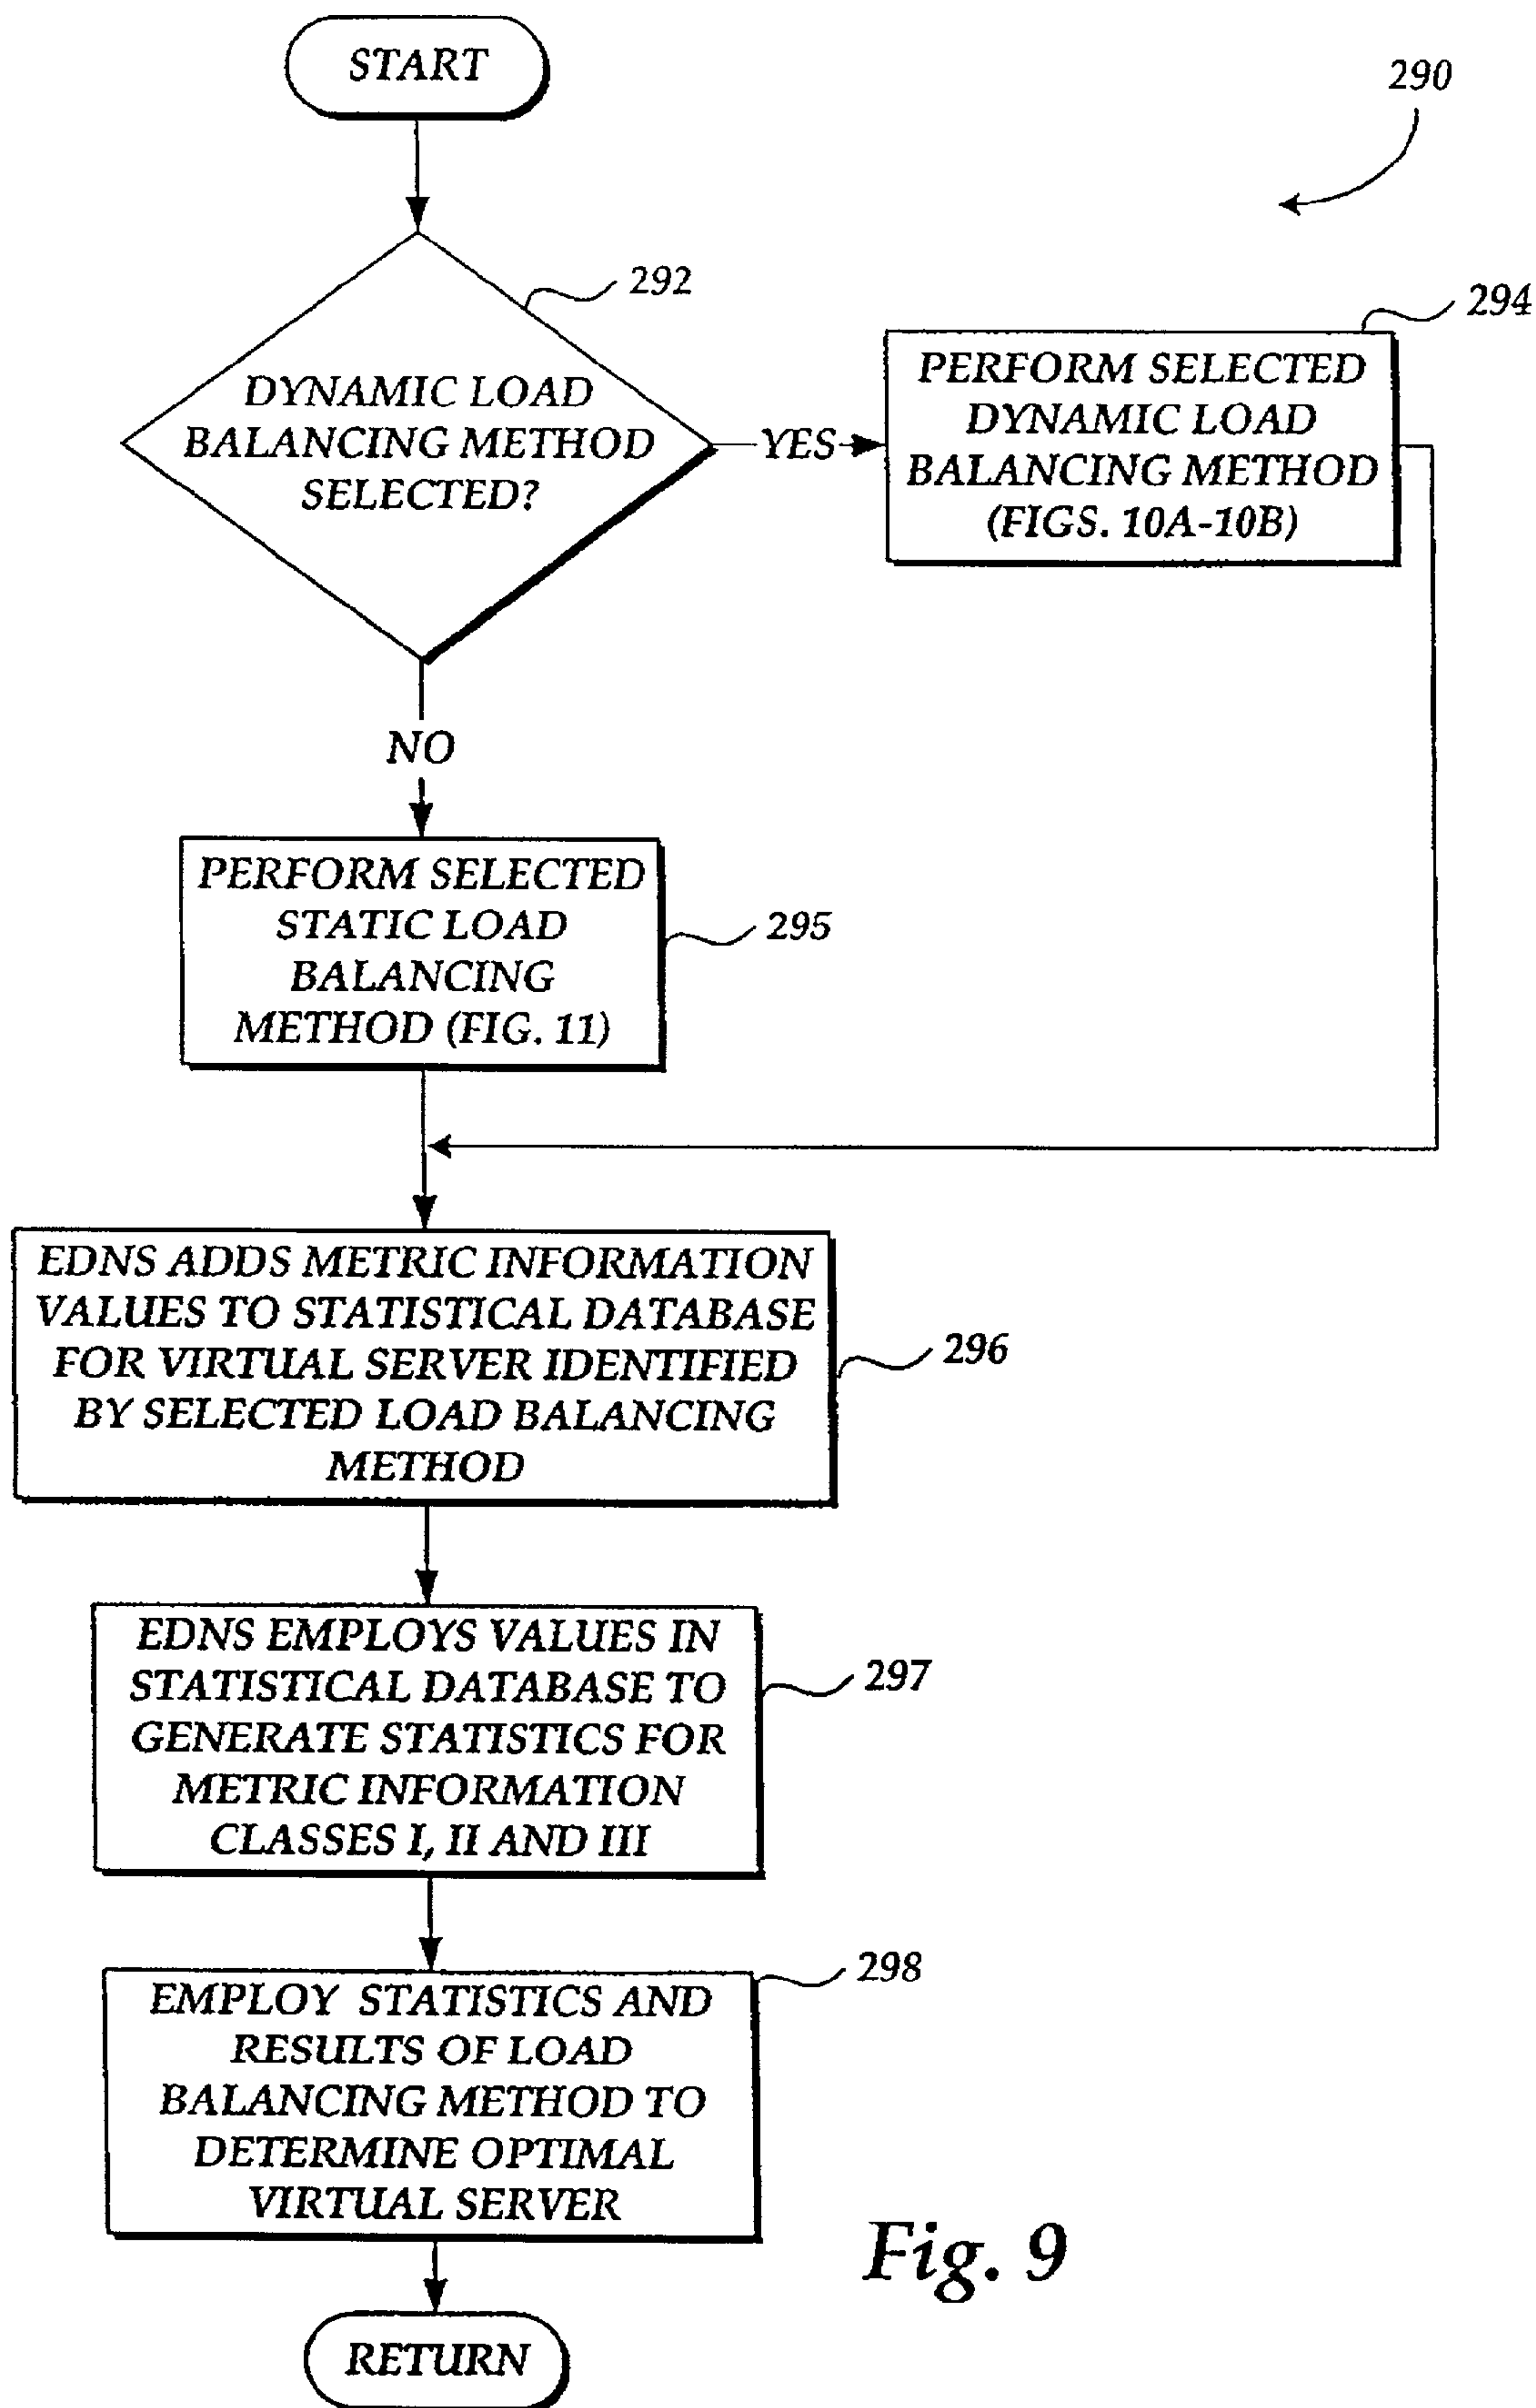 START
290
292
DYNAMIC LOAD
BALANCING METHOD
SELECTED?
YES
294
PERFORM SELECTED
DYNAMIC LOAD
BALANCING METHOD
(FIGS. 10A-10B)
NO
PERFORM SELECTED
STATIC LOAD
BALANCING
METHOD (FIG. 11)
295
EDNS ADDS METRIC INFORMATION
VALUES TO STATISTICAL DATABASE
FOR VIRTUAL SERVER IDENTIFIED
BY SELECTED LOAD BALANCING
METHOD
296
EDNS EMPLOYS VALUES IN
STATISTICAL DATABASE TO
GENERATE STATISTICS FOR
METRIC INFORMATION
CLASSES I, II AND III
297
298
EMPLOY STATISTICS AND
RESULTS OF LOAD
BALANCING METHOD TO
DETERMINE OPTIMAL
VIRTUAL SERVER
Fig. 9
RETURN